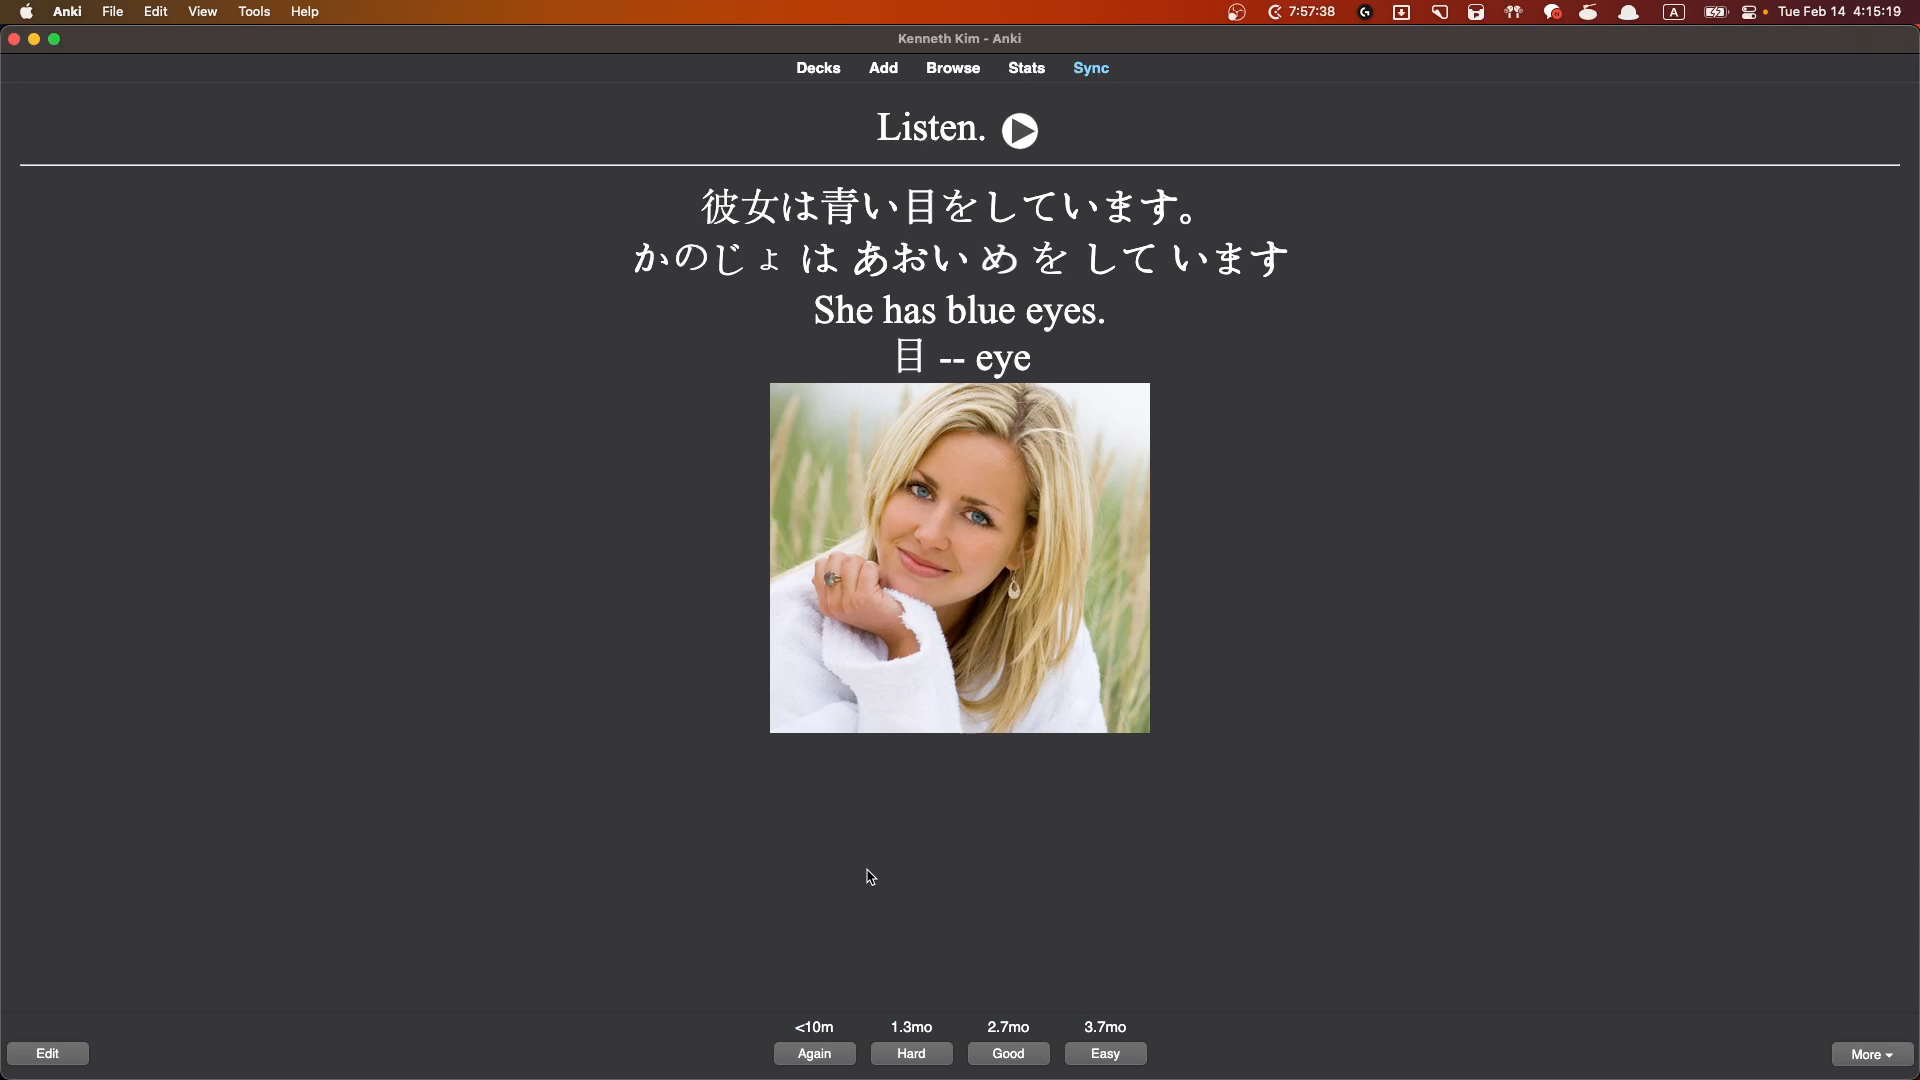 Anki File Edit View Tools Help 7:57:38 A Tue Feb 14 4:15:19
Kenneth Kim - Anki
Decks Add Browse Stats Sync
Listen.
彼女は青い目をしています。
かのじょ は あおい め を して います
She has blue eyes.
目 -- eye
<10m 1.3mo 2.7mo 3.7mo
Edit Again Hard Good Easy More